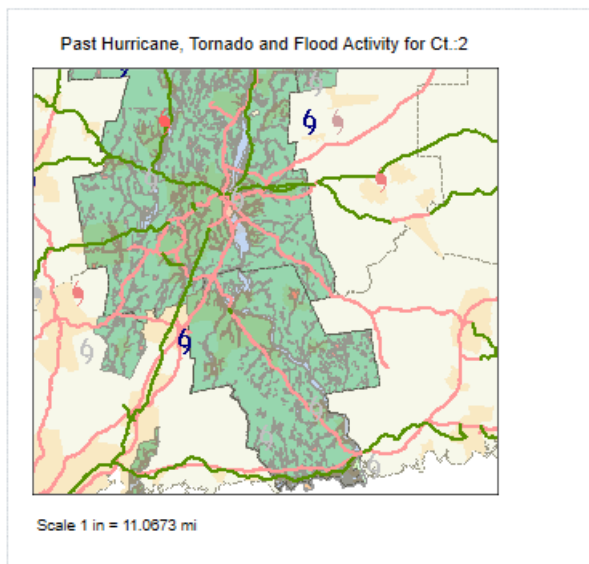 Past Hurricane, Tornado and Flood Activity for Ct.:2
Scale 1 in = 11.0673 mi